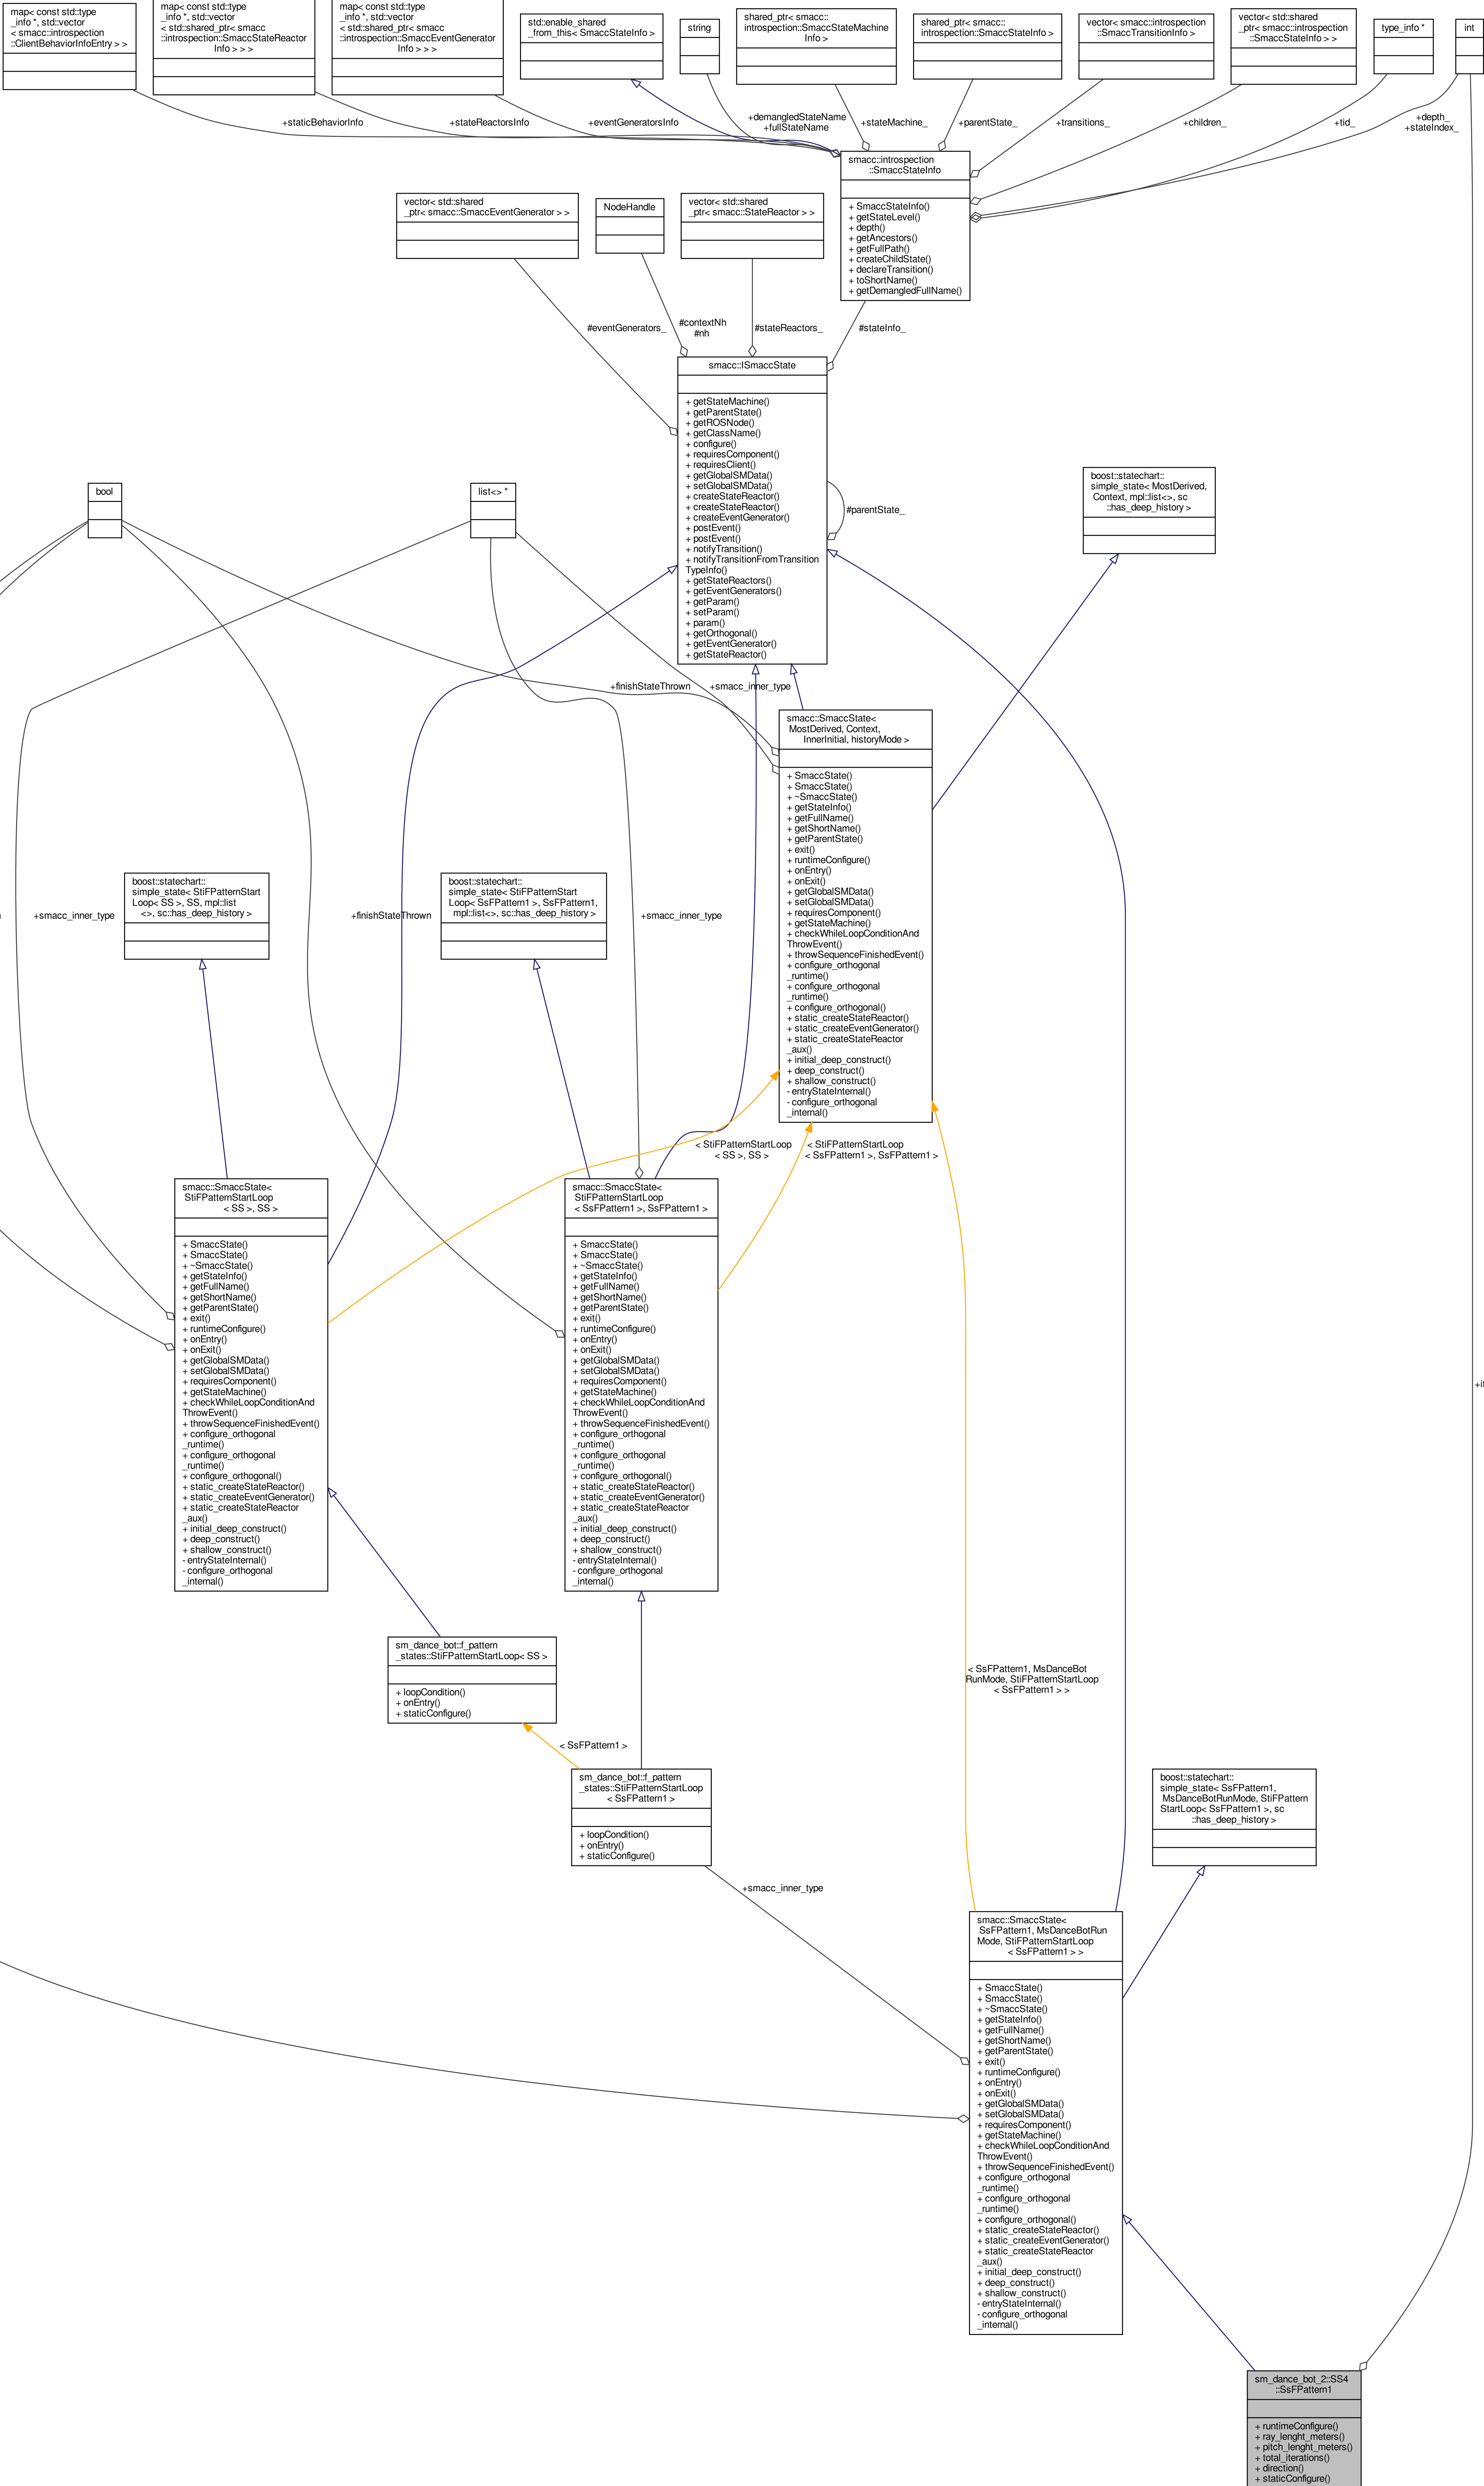 map< const std::type
_info *, std::vector
< smacc::introspection
::ClientBehaviorInfoEntry > >
map< const std::type
_info *, std::vector
< std::shared_ptr< smacc
::introspection::SmaccStateReactor
Info > > >
map< const std::type
_info *, std::vector
< std::shared_ptr< smacc
::introspection::SmaccEventGenerator
Info > > >
std::enable_shared
_from_this< SmaccStateInfo >
string
shared_ptr< smacc::
introspection::SmaccStateMachine
Info >
shared_ptr< smacc::
introspection::SmaccStateInfo >
vector< smacc::introspection
::SmaccTransitionInfo >
vector< std::shared
_ptr< smacc::introspection
::SmaccStateInfo > >
type_info *
int
+staticBehaviorInfo
+stateReactorsInfo
+eventGeneratorsInfo
+demangledStateName
+fullStateName
+stateMachine_
+parentState_
+transitions_
+children_
+tid_
+depth_
+stateIndex_
smacc::introspection
::SmaccStateInfo
+ SmaccStateInfo()
+ getStateLevel()
+ depth()
+ getAncestors()
+ getFullPath()
+ createChildState()
+ declareTransition()
+ toShortName()
+ getDemangledFullName()
vector< std::shared
_ptr< smacc::SmaccEventGenerator > >
NodeHandle
vector< std::shared
_ptr< smacc::StateReactor > >
#eventGenerators_
#contextNh
#nh
#stateReactors_
#stateInfo_
smacc::ISmaccState
+ getStateMachine()
+ getParentState()
+ getROSNode()
+ getClassName()
+ configure()
+ requiresComponent()
+ requiresClient()
+ getGlobalSMData()
+ setGlobalSMData()
+ createStateReactor()
+ createStateReactor()
+ createEventGenerator()
+ postEvent()
+ postEvent()
+ notifyTransition()
+ notifyTransitionFromTransition
TypeInfo()
+ getStateReactors()
+ getEventGenerators()
+ getParam()
+ setParam()
+ param()
+ getOrthogonal()
+ getEventGenerator()
+ getStateReactor()
#parentState_
bool
list<> *
boost::statechart::
simple_state< MostDerived,
Context, mpl::list<>, sc
::has_deep_history >
+finishStateThrown
+smacc_inner_type
smacc::SmaccState<
MostDerived, Context,
InnerInitial, historyMode >
+ SmaccState()
+ SmaccState()
+ ~SmaccState()
+ getStateInfo()
+ getFullName()
+ getShortName()
+ getParentState()
+ exit()
+ runtimeConfigure()
+ onEntry()
+ onExit()
+ getGlobalSMData()
+ setGlobalSMData()
+ requiresComponent()
+ getStateMachine()
+ checkWhileLoopConditionAnd
ThrowEvent()
+ throwSequenceFinishedEvent()
+ configure_orthogonal
_runtime()
+ configure_orthogonal
_runtime()
+ configure_orthogonal()
+ static_createStateReactor()
+ static_createEventGenerator()
+ static_createStateReactor
_aux()
+ initial_deep_construct()
+ deep_construct()
+ shallow_construct()
- entryStateInternal()
- configure_orthogonal
_internal()
boost::statechart::
simple_state< StiFPatternStart
Loop< SS >, SS, mpl::list
<>, sc::has_deep_history >
boost::statechart::
simple_state< StiFPatternStart
Loop< SsFPattern1 >, SsFPattern1,
mpl::list<>, sc::has_deep_history >
+smacc_inner_type
+finishStateThrown
+smacc_inner_type
< StiFPatternStartLoop
< SS >, SS >
< StiFPatternStartLoop
< SsFPattern1 >, SsFPattern1 >
smacc::SmaccState<
StiFPatternStartLoop
< SS >, SS >
+ SmaccState()
+ SmaccState()
+ ~SmaccState()
+ getStateInfo()
+ getFullName()
+ getShortName()
+ getParentState()
+ exit()
+ runtimeConfigure()
+ onEntry()
+ onExit()
+ getGlobalSMData()
+ setGlobalSMData()
+ requiresComponent()
+ getStateMachine()
+ checkWhileLoopConditionAnd
ThrowEvent()
+ throwSequenceFinishedEvent()
+ configure_orthogonal
_runtime()
+ configure_orthogonal
_runtime()
+ configure_orthogonal()
+ static_createStateReactor()
+ static_createEventGenerator()
+ static_createStateReactor
_aux()
+ initial_deep_construct()
+ deep_construct()
+ shallow_construct()
- entryStateInternal()
- configure_orthogonal
_internal()
smacc::SmaccState<
StiFPatternStartLoop
< SsFPattern1 >, SsFPattern1 >
+ SmaccState()
+ SmaccState()
+ ~SmaccState()
+ getStateInfo()
+ getFullName()
+ getShortName()
+ getParentState()
+ exit()
+ runtimeConfigure()
+ onEntry()
+ onExit()
+ getGlobalSMData()
+ setGlobalSMData()
+ requiresComponent()
+ getStateMachine()
+ checkWhileLoopConditionAnd
ThrowEvent()
+ throwSequenceFinishedEvent()
+ configure_orthogonal
_runtime()
+ configure_orthogonal
_runtime()
+ configure_orthogonal()
+ static_createStateReactor()
+ static_createEventGenerator()
+ static_createStateReactor
_aux()
+ initial_deep_construct()
+ deep_construct()
+ shallow_construct()
- entryStateInternal()
- configure_orthogonal
_internal()
sm_dance_bot::f_pattern
_states::StiFPatternStartLoop< SS >
+ loopCondition()
+ onEntry()
+ staticConfigure()
< SsFPattern1, MsDanceBot
RunMode, StiFPatternStartLoop
< SsFPattern1 > >
< SsFPattern1 >
sm_dance_bot::f_pattern
_states::StiFPatternStartLoop
< SsFPattern1 >
+ loopCondition()
+ onEntry()
+ staticConfigure()
boost::statechart::
simple_state< SsFPattern1,
MsDanceBotRunMode, StiFPattern
StartLoop< SsFPattern1 >, sc
::has_deep_history >
+smacc_inner_type
smacc::SmaccState<
SsFPattern1, MsDanceBotRun
Mode, StiFPatternStartLoop
< SsFPattern1 > >
+ SmaccState()
+ SmaccState()
+ ~SmaccState()
+ getStateInfo()
+ getFullName()
+ getShortName()
+ getParentState()
+ exit()
+ runtimeConfigure()
+ onEntry()
+ onExit()
+ getGlobalSMData()
+ setGlobalSMData()
+ requiresComponent()
+ getStateMachine()
+ checkWhileLoopConditionAnd
ThrowEvent()
+ throwSequenceFinishedEvent()
+ configure_orthogonal
_runtime()
+ configure_orthogonal
_runtime()
+ configure_orthogonal()
+ static_createStateReactor()
+ static_createEventGenerator()
+ static_createStateReactor
_aux()
+ initial_deep_construct()
+ deep_construct()
+ shallow_construct()
- entryStateInternal()
- configure_orthogonal
_internal()
sm_dance_bot_2::SS4
::SsFPattern1
+ runtimeConfigure()
+ ray_lenght_meters()
+ pitch_lenght_meters()
+ total_iterations()
+ direction()
+ staticConfigure()